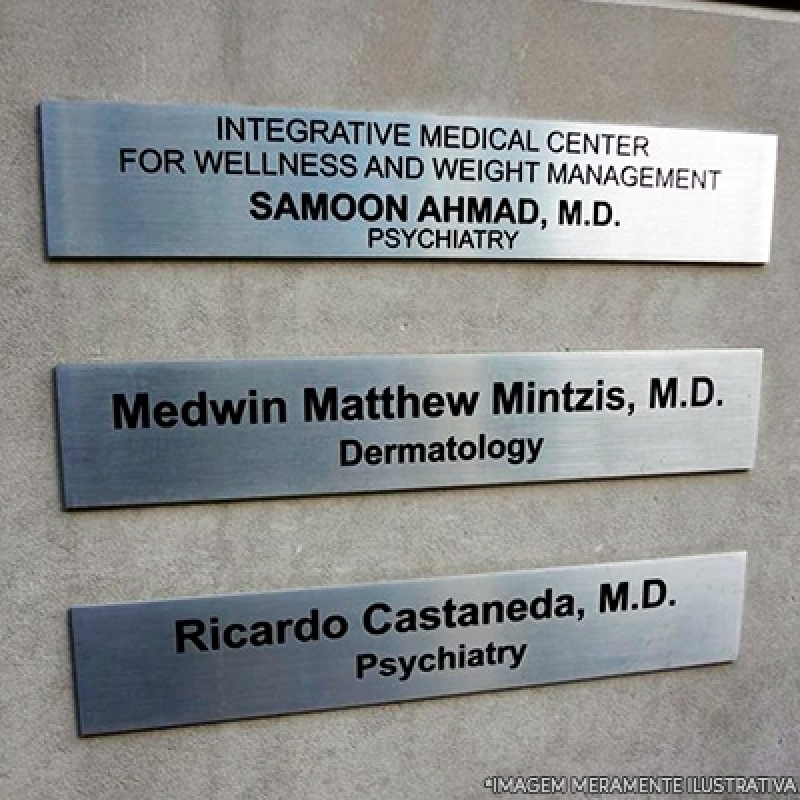 INTEGRATIVE MEDICAL CENTER
FOR WELLNESS AND WEIGHT MANAGEMENT
SAMOON AHMAD, M.D.
PSYCHIATRY
Medwin Matthew Mintzis, M.D.
Dermatology
Ricardo Castaneda, M.D.
Psychiatry
*IMAGEM MERAMENTE ILUSTRATIVA